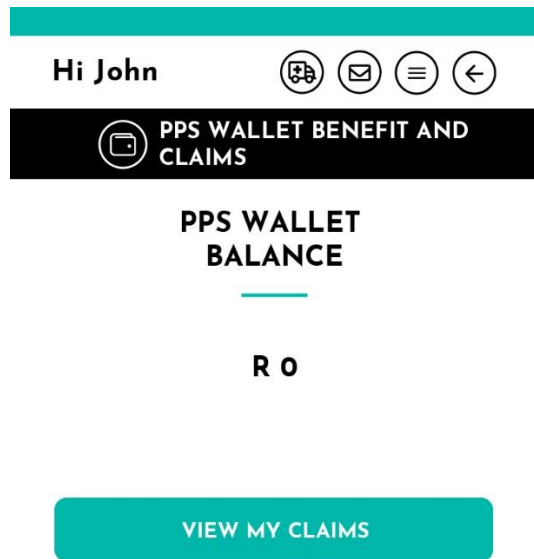 Hi John
PPS WALLET BENEFIT AND
CLAIMS
PPS WALLET
BALANCE
R 0
VIEW MY CLAIMS